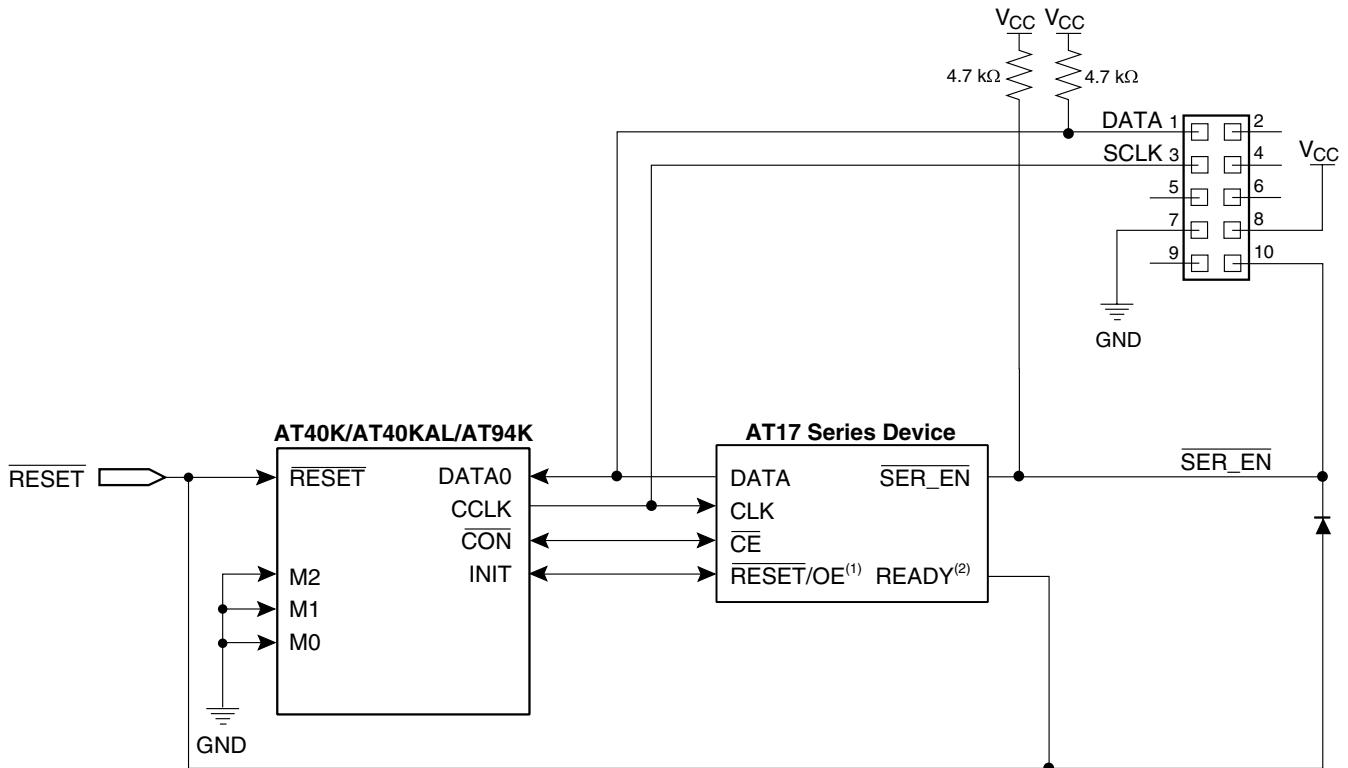 VCC VCC
4.7 kΩ 4.7 kΩ
DATA 1 2
SCLK 3 4
VCC
5 6
7 8
9 10
GND
AT40K/AT40KAL/AT94K
AT17 Series Device
RESET
RESET
DATA0
CCLK
CON
INIT
M2
M1
M0
GND
DATA
CLK
CE
RESET/OE(1)
SER_EN
READY(2)
SER_EN